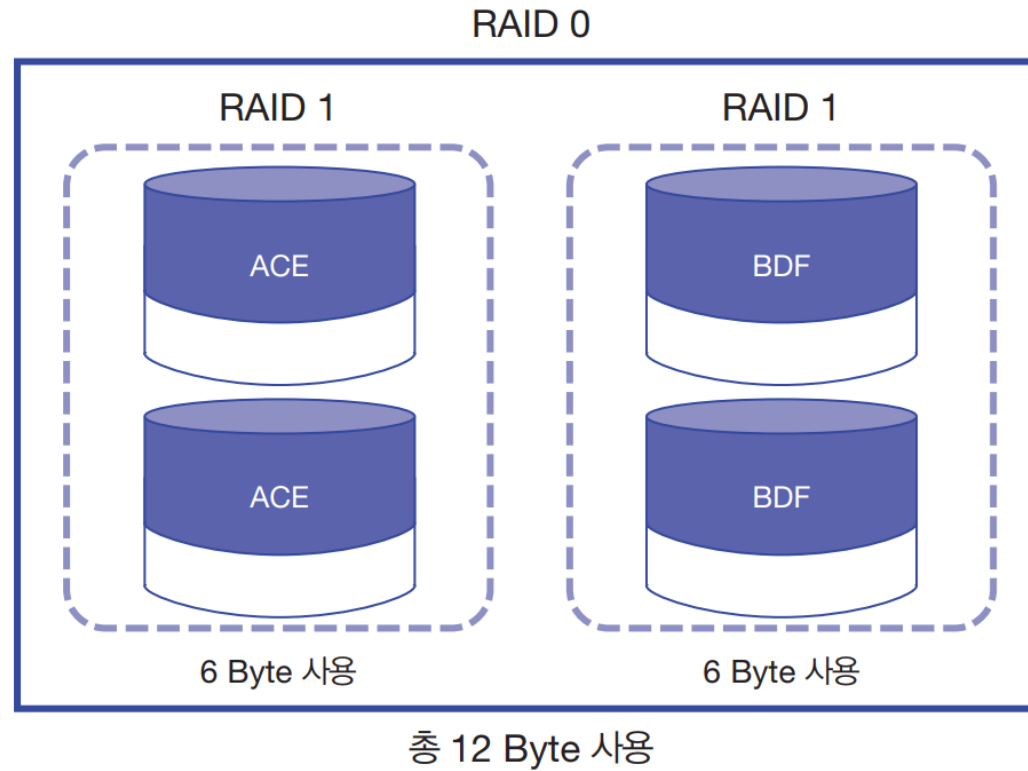 RAID 0
RAID 1
RAID 1
ACE
BDF
ACE
BDF
6 Byte 사용
6 Byte 사용
총 12 Byte 사용